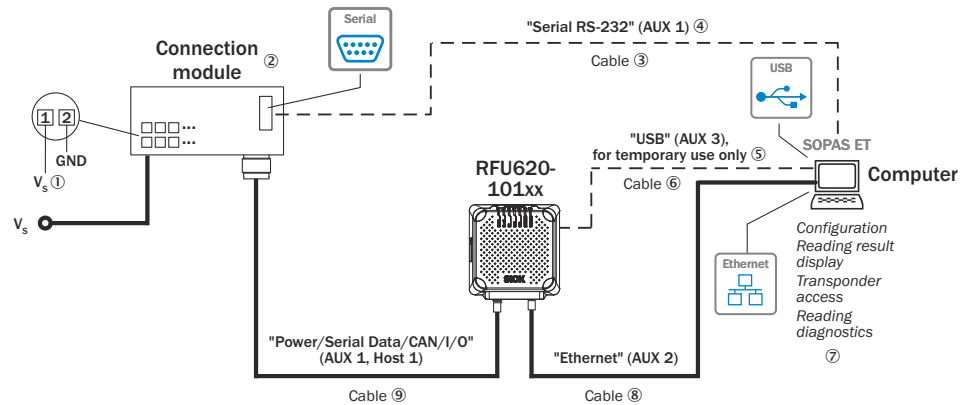 Serial
"Serial RS-232" (AUX 1) ④
Connection
module ②
Cable ③
USB
1 2
...
...
GND
Vs ①
"USB" (AUX 3),
for temporary use only ⑤
SOPAS ET
Cable ⑥
Computer
RFU620-
101xx
Vs
SICK
Configuration
Reading result
display
Transponder
access
Reading
diagnostics
⑦
Ethernet
"Power/Serial Data/CAN/I/O"
(AUX 1, Host 1)
"Ethernet" (AUX 2)
Cable ⑨
Cable ⑧